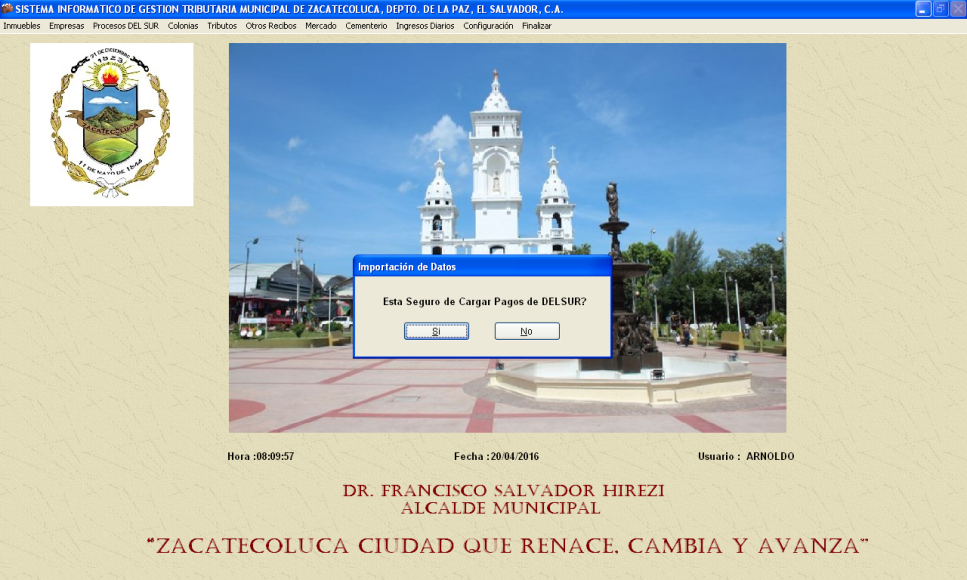 SISTEMA INFORMATICO DE GESTION TRIBUTARIA MUNICIPAL DE ZACATECOLUCA, DEPTO. DE LA PAZ, EL SALVADOR, C.A.
Inmuebles Empresas Procesos DEL SUR Colonias Tributos Otros Recibos Mercado Cementerio Ingresos Diarios Configuración Finalizar
21 DE DICIEMBRE
1823
ZACATECOLUCA
11 DE MAYO DE 1844
Importación de Datos
Esta Seguro de Cargar Pagos de DELSUR?
Si No
Hora :08:09:57 Fecha :20/04/2016 Usuario : ARNOLDO
DR. FRANCISCO SALVADOR HIREZI
ALCALDE MUNICIPAL
“ZACATECOLUCA CIUDAD QUE RENACE, CAMBIA Y AVANZA”